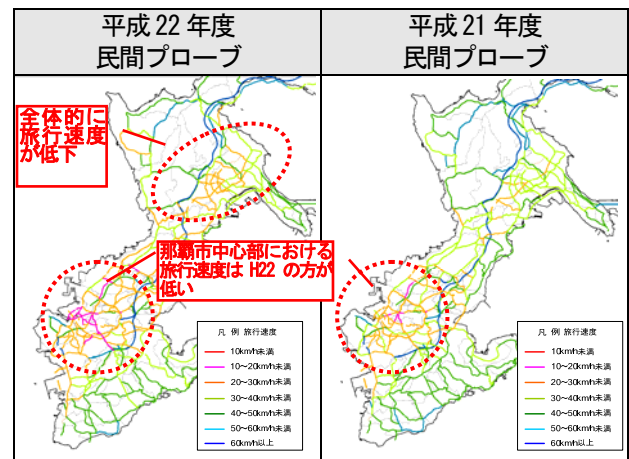 平成22 年度
民間プローブ
平成21 年度
民間プローブ
全体的に
旅行速度
が低下
那覇市中心部における
旅行速度は H22 の方が
低い
凡 例 旅行速度
10km/h未満
10～20km/h未満
20～30km/h未満
30～40km/h未満
40～50km/h未満
50～60km/h未満
60km/h以上
凡 例 旅行速度
10km/h未満
10～20km/h未満
20～30km/h未満
30～40km/h未満
40～50km/h未満
50～60km/h未満
60km/h以上